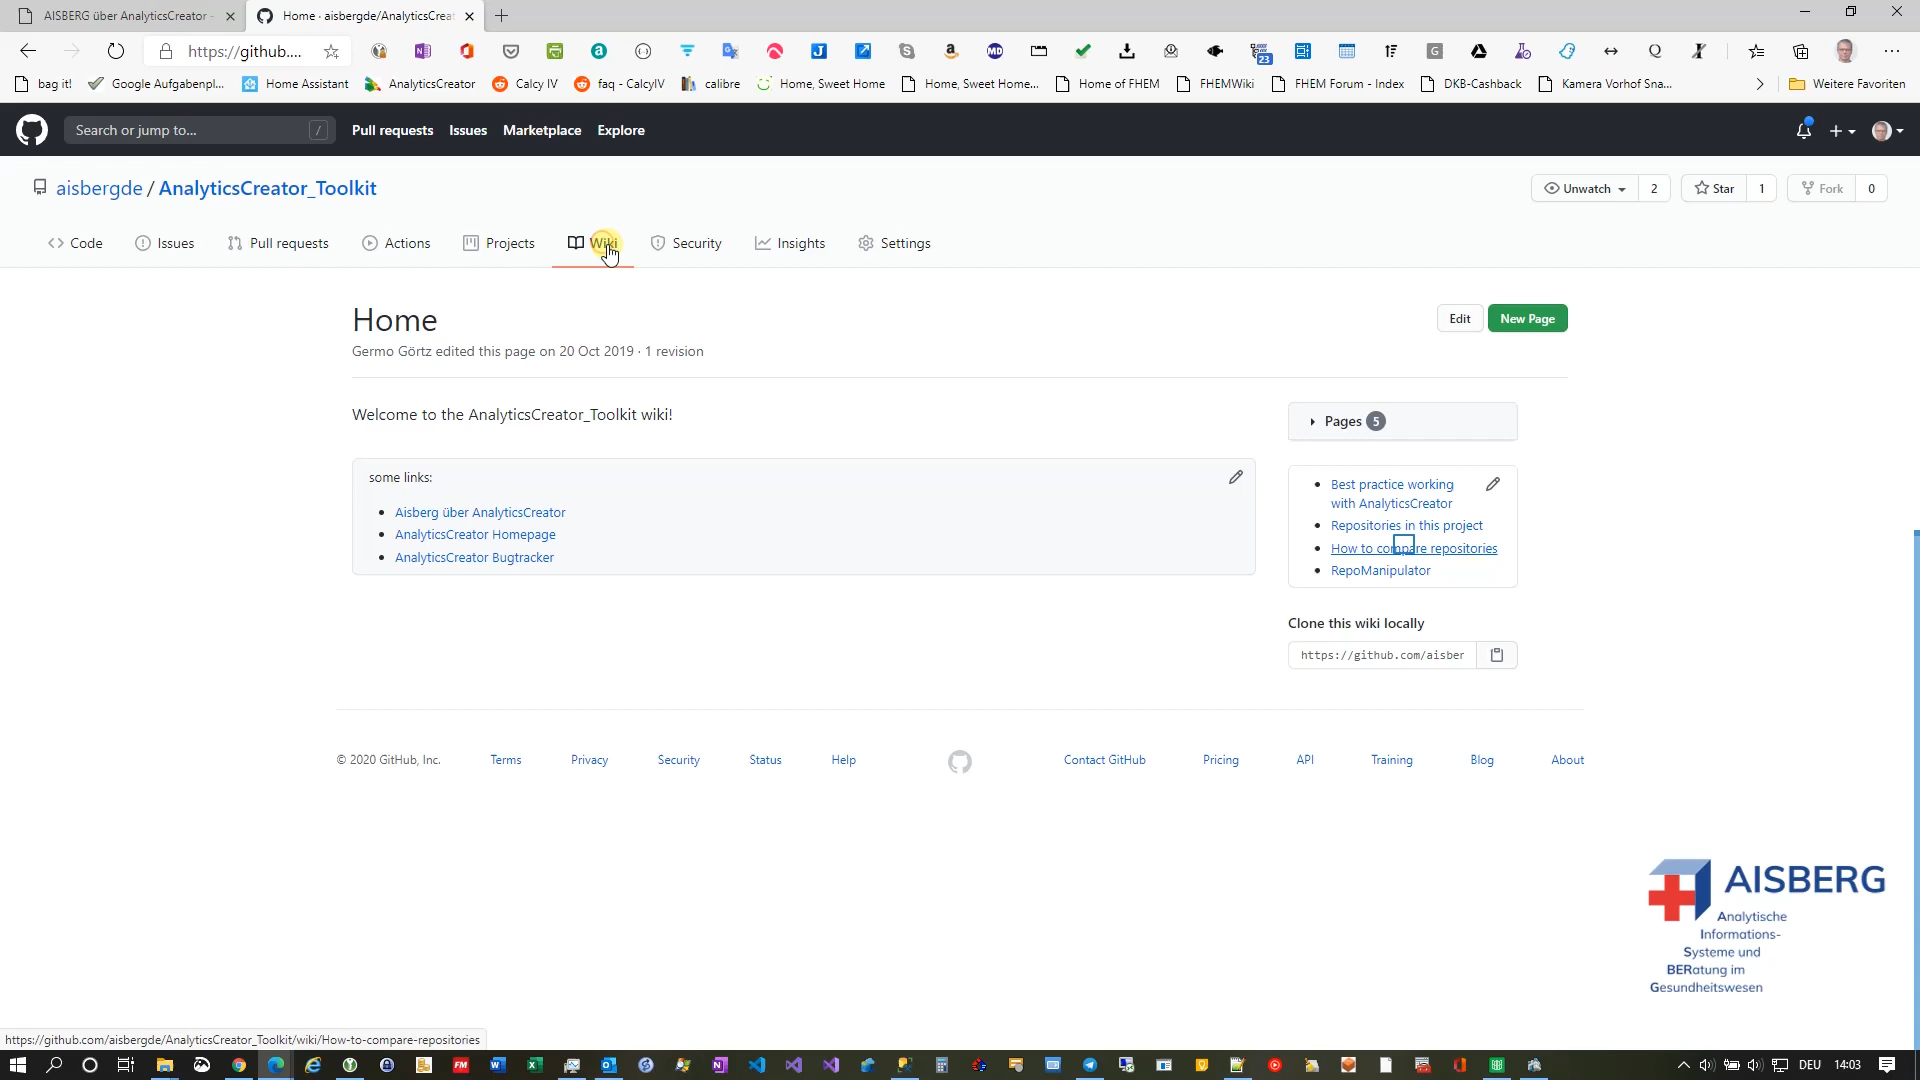 AISBERG über AnalyticsCreator -
Home · aisbergde/AnalyticsCreat
https://github....
23
bag it!
Google Aufgabenpl...
Home Assistant
AnalyticsCreator
Calcy IV
faq - CalcyIV
calibre
Home, Sweet Home
Home, Sweet Home...
Home of FHEM
FHEMWiki
FHEM Forum - Index
DKB-Cashback
Kamera Vorhof Sna...
Weitere Favoriten
Search or jump to...
/
Pull requests
Issues
Marketplace
Explore
aisbergde / AnalyticsCreator_Toolkit
Unwatch
2
Star
1
Fork
0
Code
Issues
Pull requests
Actions
Projects
Wiki
Security
Insights
Settings
Home
Edit
New Page
Germo Görtz edited this page on 20 Oct 2019 · 1 revision
Welcome to the AnalyticsCreator_Toolkit wiki!
some links:
Aisberg über AnalyticsCreator
AnalyticsCreator Homepage
AnalyticsCreator Bugtracker
Pages 5
Best practice working
with AnalyticsCreator
Repositories in this project
How to compare repositories
RepoManipulator
Clone this wiki locally
https://github.com/aisber
© 2020 GitHub, Inc.
Terms
Privacy
Security
Status
Help
Contact GitHub
Pricing
API
Training
Blog
About
AISBERG
Analytische
Informations-
Systeme und
BERatung im
Gesundheitswesen
https://github.com/aisbergde/AnalyticsCreator_Toolkit/wiki/How-to-compare-repositories
DEU
14:03